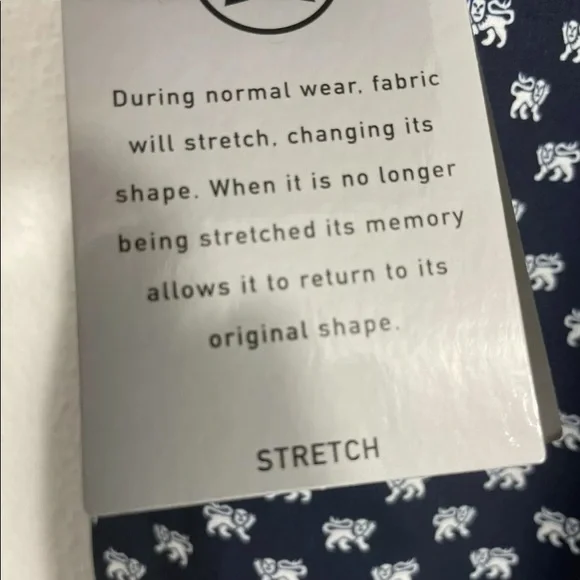 During normal wear, fabric
will stretch, changing its
shape. When it is no longer
being stretched its memory
allows it to return to its
original shape.
STRETCH